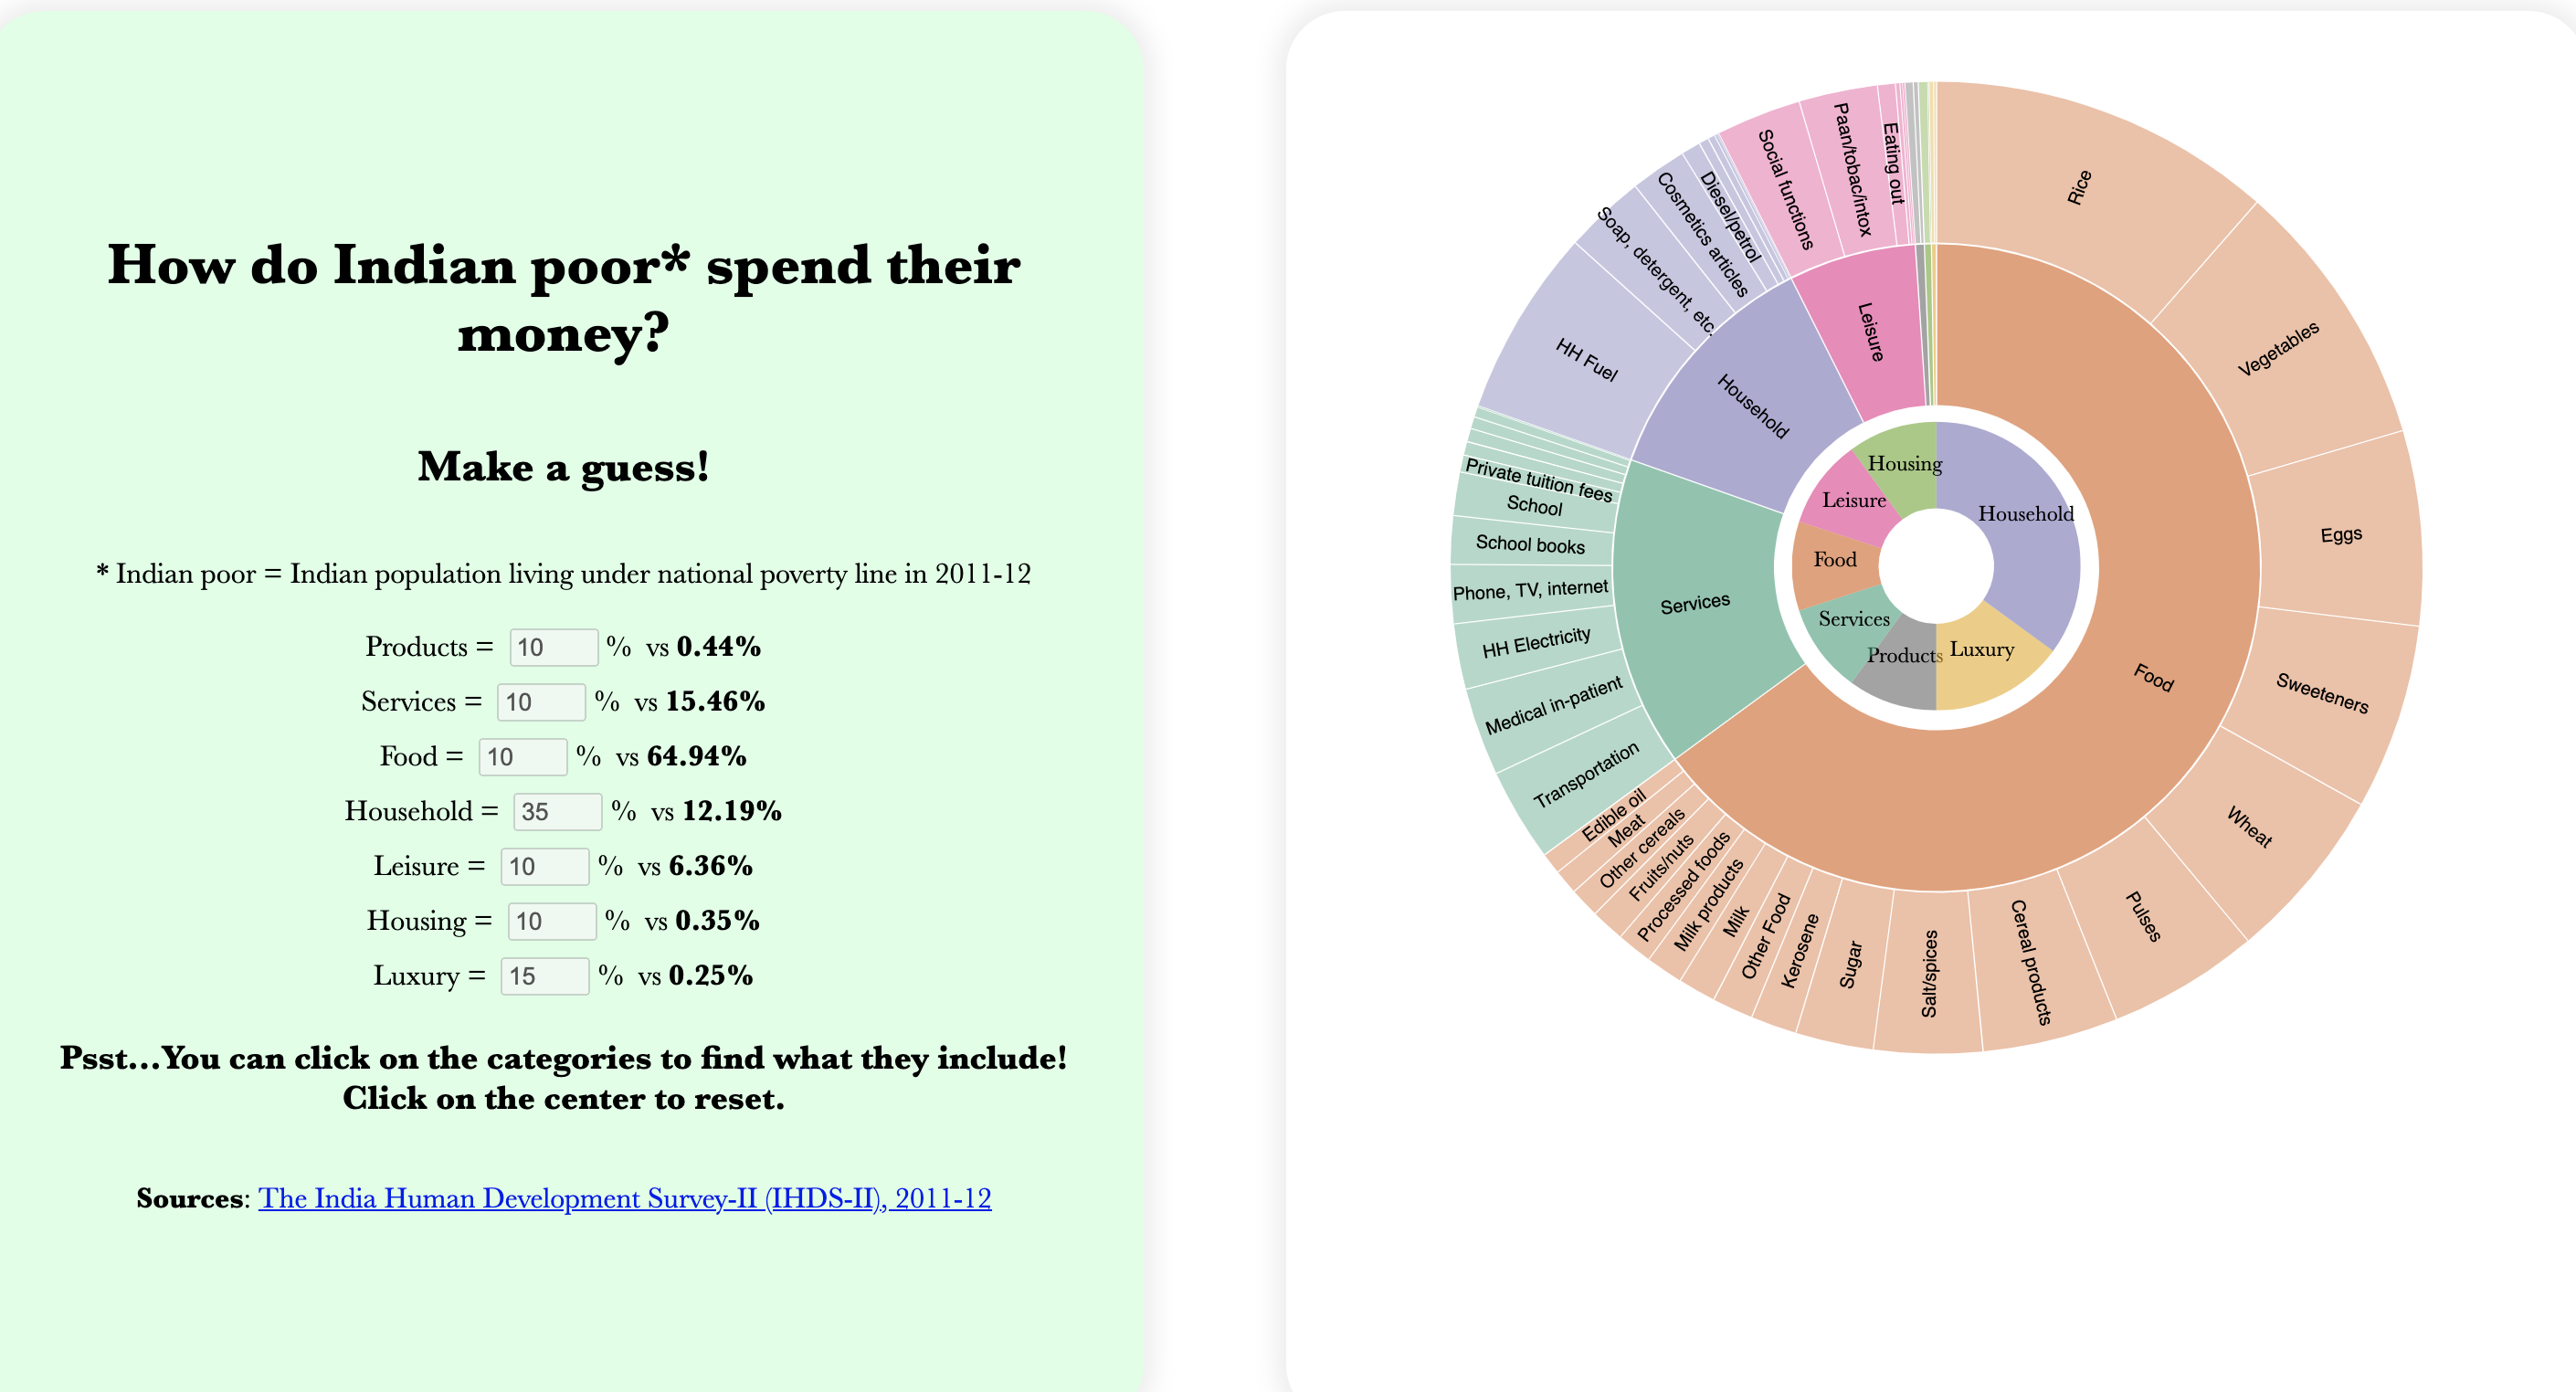 How do Indian poor* spend their
money?
Make a guess!
* Indian poor = Indian population living under national poverty line in 2011-12
Products = 10 % vs 0.44%
Services = 10 % vs 15.46%
Food = 10 % vs 64.94%
Household = 35 % vs 12.19%
Leisure = 10 % vs 6.36%
Housing = 10 % vs 0.35%
Luxury = 15 % vs 0.25%
Psst...You can click on the categories to find what they include!
Click on the center to reset.
Sources: The India Human Development Survey-II (IHDS-II), 2011-12
Rice
Vegetables
Eggs
Sweeteners
Wheat
Pulses
Cereal products
Salt/spices
Sugar
Kerosene
Other Food
Milk
Milk products
Processed foods
Fruits/nuts
Other cereals
Meat
Edible oil
Transportation
Medical in-patient
HH Electricity
Phone, TV, internet
School books
School
Private tuition fees
HH Fuel
Soap, detergent, etc.
Cosmetics articles
Diesel/petrol
Social functions
Paan/tobac/intox
Eating out
Food
Services
Household
Leisure
Household
Luxury
Products
Services
Food
Leisure
Housing